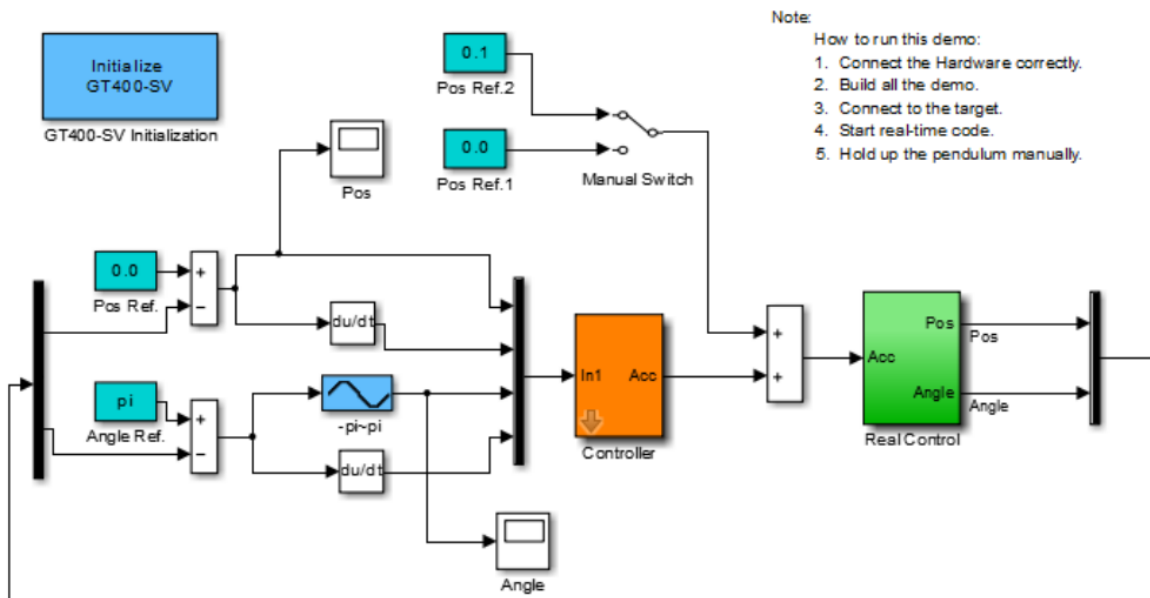 Note:
How to run this demo:
1. Connect the Hardware correctly.
2. Build all the demo.
3. Connect to the target.
4. Start real-time code.
5. Hold up the pendulum manually.
Initialize
GT400-SV
GT400-SV Initialization
0.1
Pos Ref.2
0.0
Pos Ref.1
Manual Switch
Pos
0.0
Pos Ref.
+
−
du/dt
pi
Angle Ref.
+
−
-pi~pi
du/dt
Angle
In1 Acc
Controller
+
+
Acc
Pos
Angle
Real Control
Pos
Angle